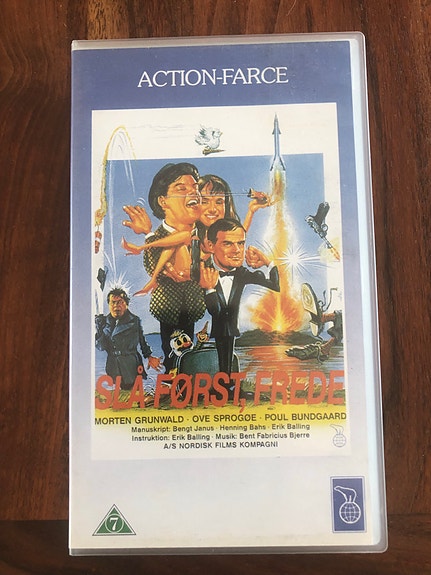 ACTION-FARCE
SLÅ FØRST, FREDE
MORTEN GRUNWALD · OVE SPROGØE · POUL BUNDGAARD
Manuskript: Bengt Janus · Henning Bahs · Erik Balling
Instruktion: Erik Balling · Musik: Bent Fabricius Bjerre
A/S NORDISK FILMS KOMPAGNI
7